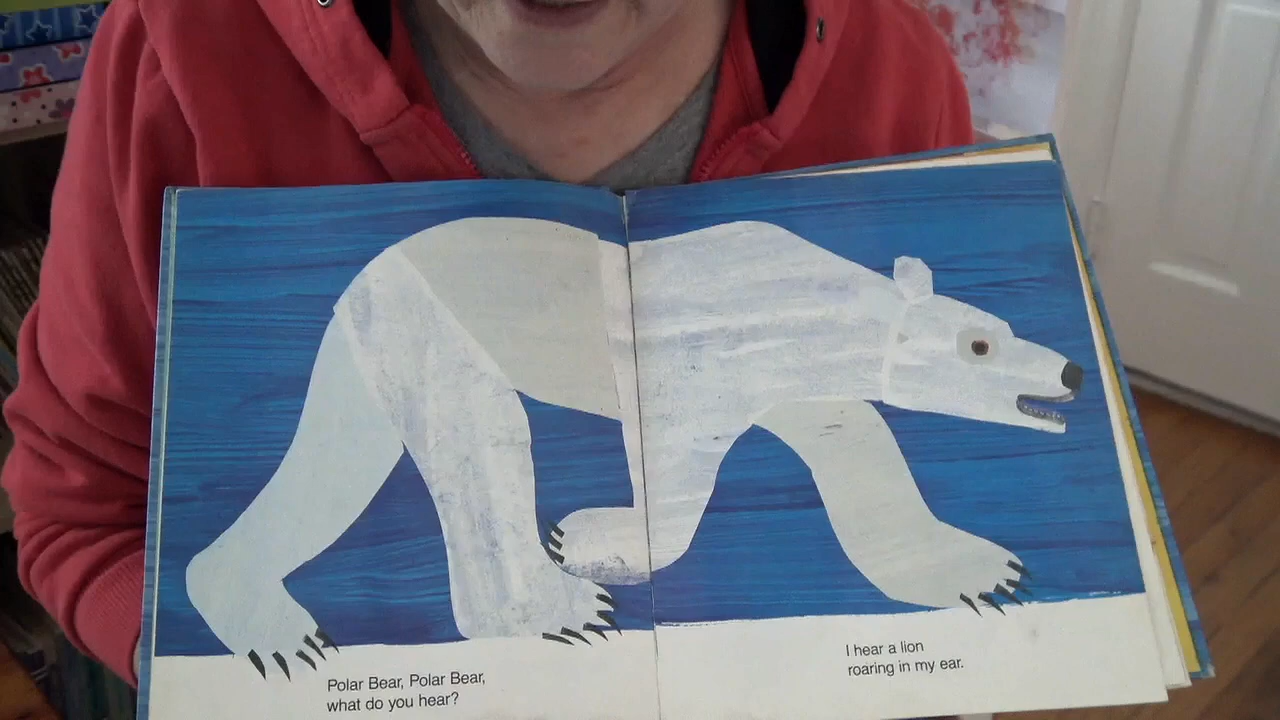 Polar Bear, Polar Bear,
what do you hear?
I hear a lion
roaring in my ear.